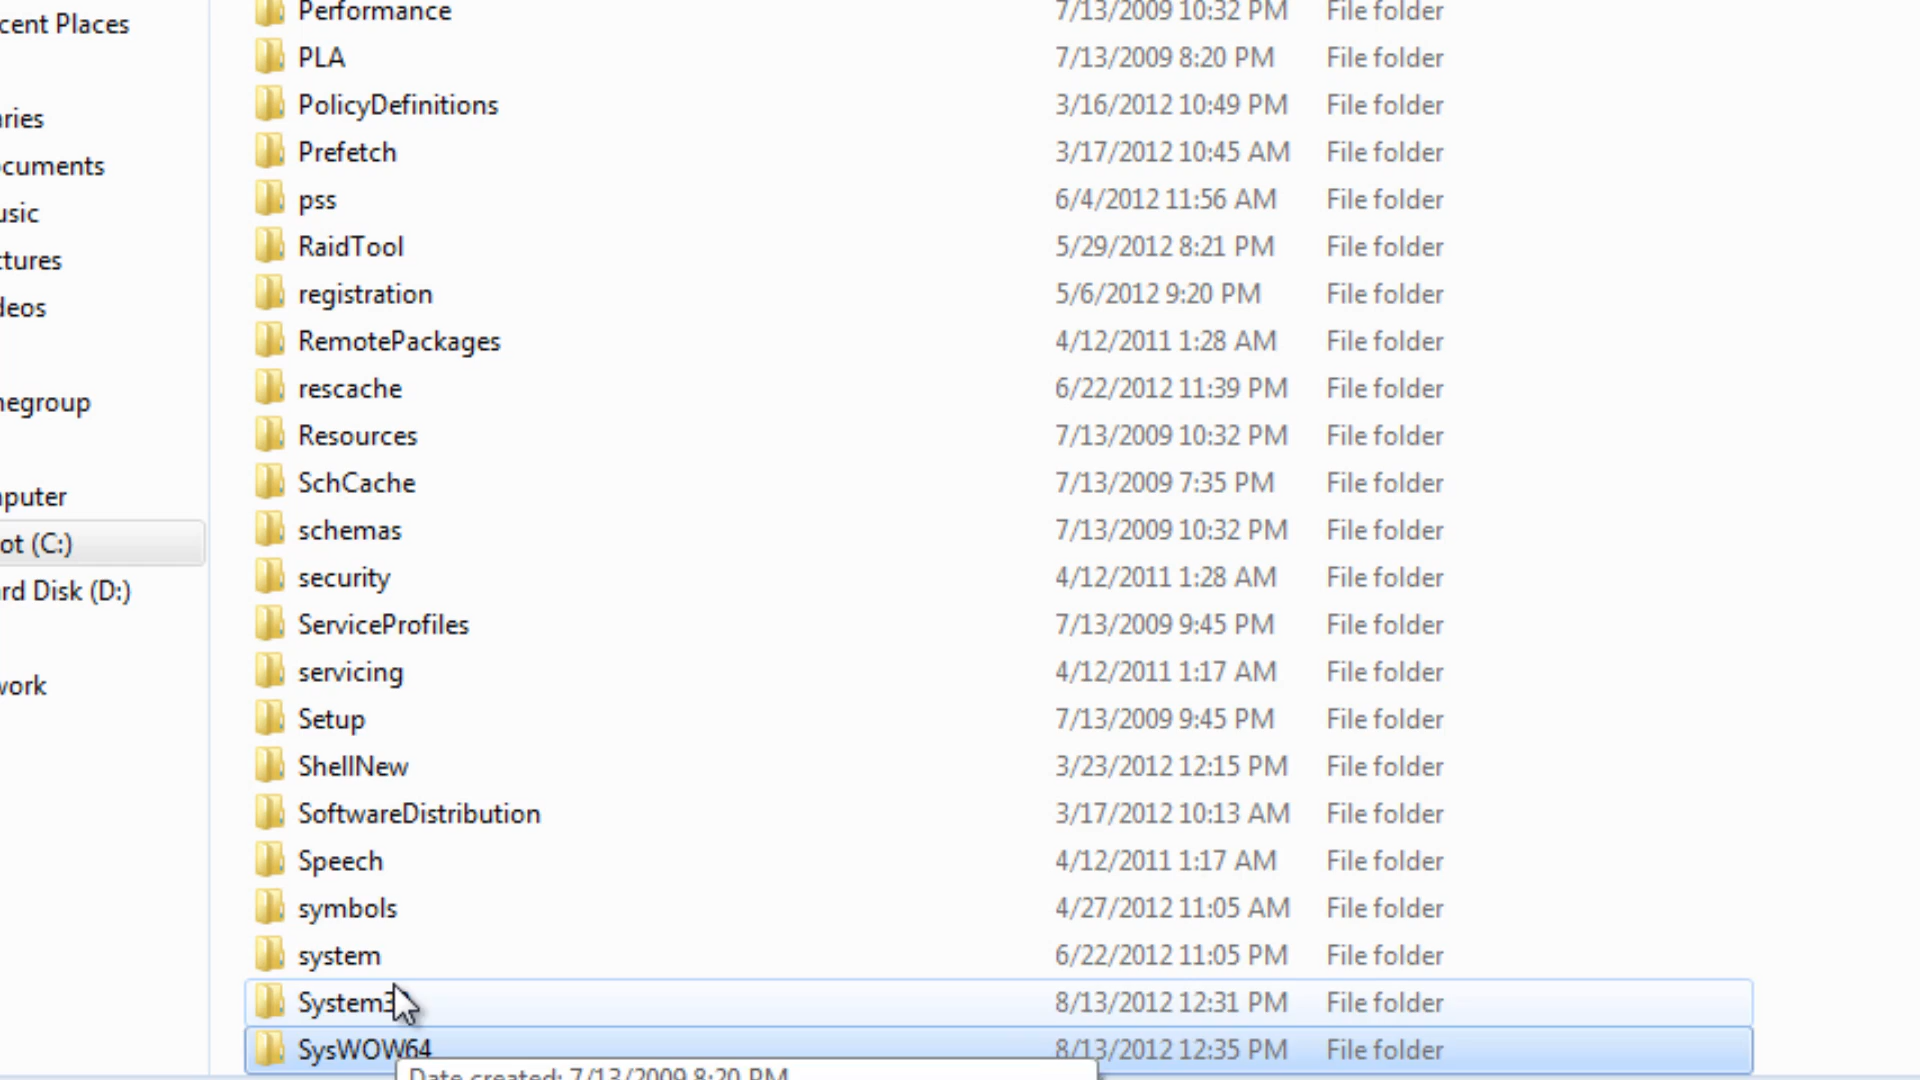 cent Places
aries
ocuments
usic
ctures
deos
negroup
nputer
ot (C:)
rd Disk (D:)
work
Performance 7/13/2009 10:32 PM File folder
PLA 7/13/2009 8:20 PM File folder
PolicyDefinitions 3/16/2012 10:49 PM File folder
Prefetch 3/17/2012 10:45 AM File folder
pss 6/4/2012 11:56 AM File folder
RaidTool 5/29/2012 8:21 PM File folder
registration 5/6/2012 9:20 PM File folder
RemotePackages 4/12/2011 1:28 AM File folder
rescache 6/22/2012 11:39 PM File folder
Resources 7/13/2009 10:32 PM File folder
SchCache 7/13/2009 7:35 PM File folder
schemas 7/13/2009 10:32 PM File folder
security 4/12/2011 1:28 AM File folder
ServiceProfiles 7/13/2009 9:45 PM File folder
servicing 4/12/2011 1:17 AM File folder
Setup 7/13/2009 9:45 PM File folder
ShellNew 3/23/2012 12:15 PM File folder
SoftwareDistribution 3/17/2012 10:13 AM File folder
Speech 4/12/2011 1:17 AM File folder
symbols 4/27/2012 11:05 AM File folder
system 6/22/2012 11:05 PM File folder
System3 8/13/2012 12:31 PM File folder
SysWOW64 8/13/2012 12:35 PM File folder
Date created: 7/13/2009 8:20 PM